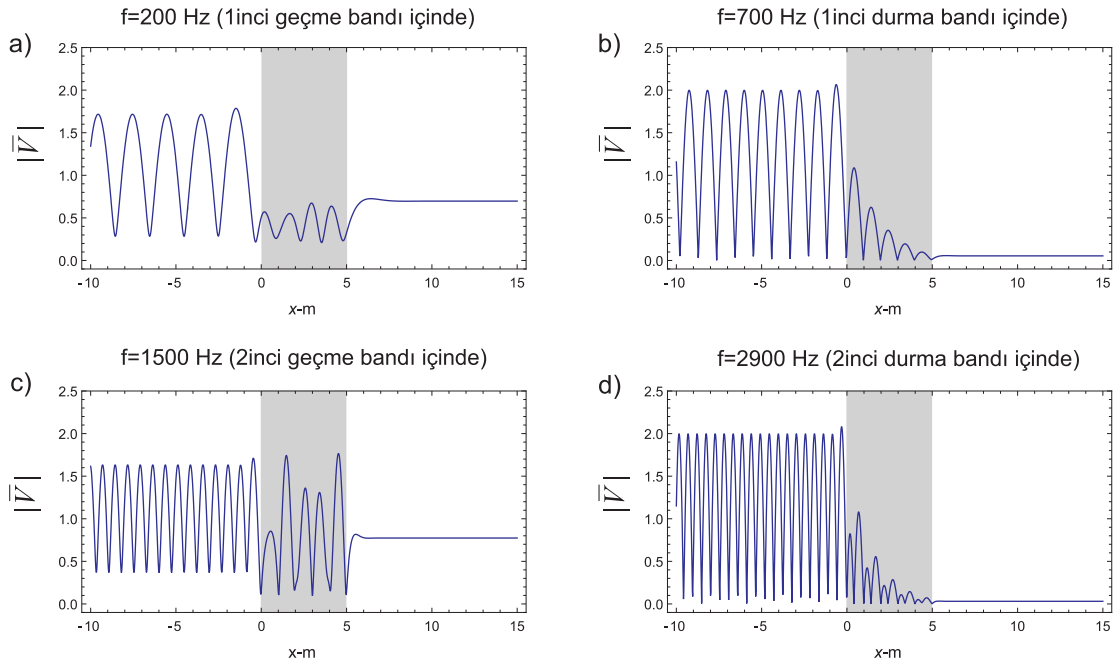 f=200 Hz (1inci geçme bandı içinde)
a)
2.5
2.0
1.5
1.0
0.5
0.0
|V̅|
-10 -5 0 5 10 15
x-m
f=700 Hz (1inci durma bandı içinde)
b)
2.5
2.0
1.5
1.0
0.5
0.0
|V̅|
-10 -5 0 5 10 15
x-m
f=1500 Hz (2inci geçme bandı içinde)
c)
2.5
2.0
1.5
1.0
0.5
0.0
|V̅|
-10 -5 0 5 10 15
x-m
f=2900 Hz (2inci durma bandı içinde)
d)
2.5
2.0
1.5
1.0
0.5
0.0
|V̅|
-10 -5 0 5 10 15
x-m